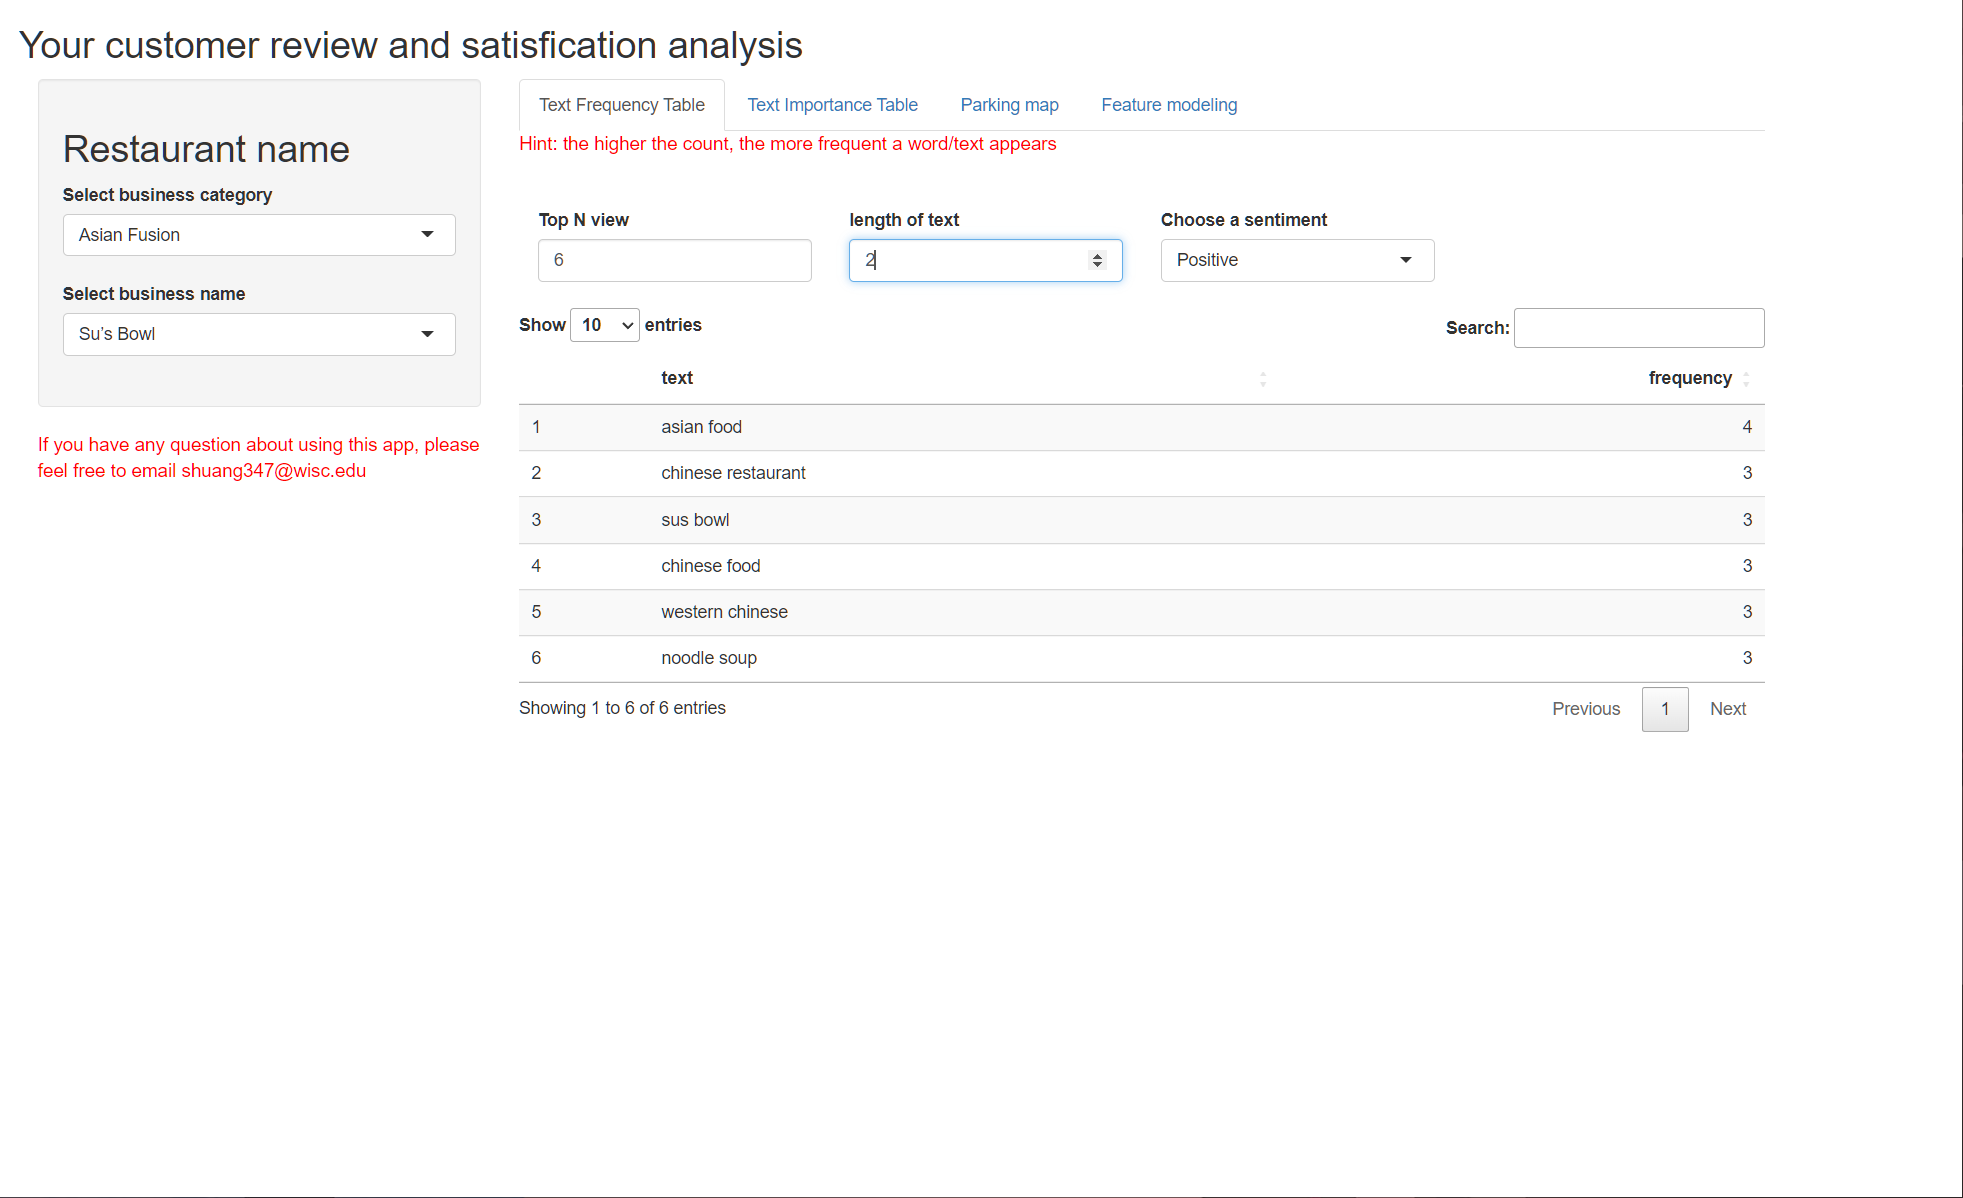 Your customer review and satisfication analysis
Restaurant name
Select business category
Asian Fusion
Select business name
Su's Bowl
If you have any question about using this app, please
feel free to email shuang347@wisc.edu
Text Frequency Table Text Importance Table Parking map Feature modeling
Hint: the higher the count, the more frequent a word/text appears
Top N view length of text Choose a sentiment
6 2 Positive
Show 10 entries Search:
text frequency
1 asian food 4
2 chinese restaurant 3
3 sus bowl 3
4 chinese food 3
5 western chinese 3
6 noodle soup 3
Showing 1 to 6 of 6 entries Previous 1 Next